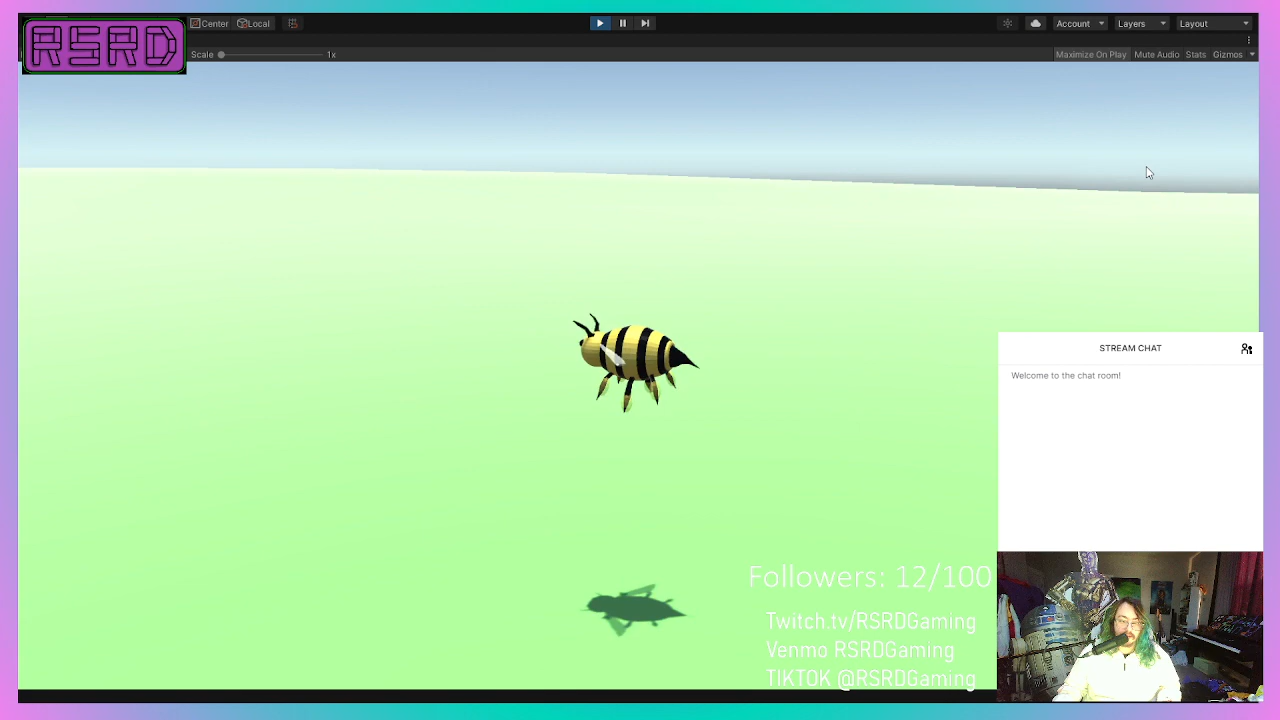 RSRD
Center Local
Account Layers Layout
Scale 1x
Maximize On Play Mute Audio Stats Gizmos
STREAM CHAT
Welcome to the chat room!
Followers: 12/100
Twitch.tv/RSRDGaming
Venmo RSRDGaming
TIKTOK @RSRDGaming